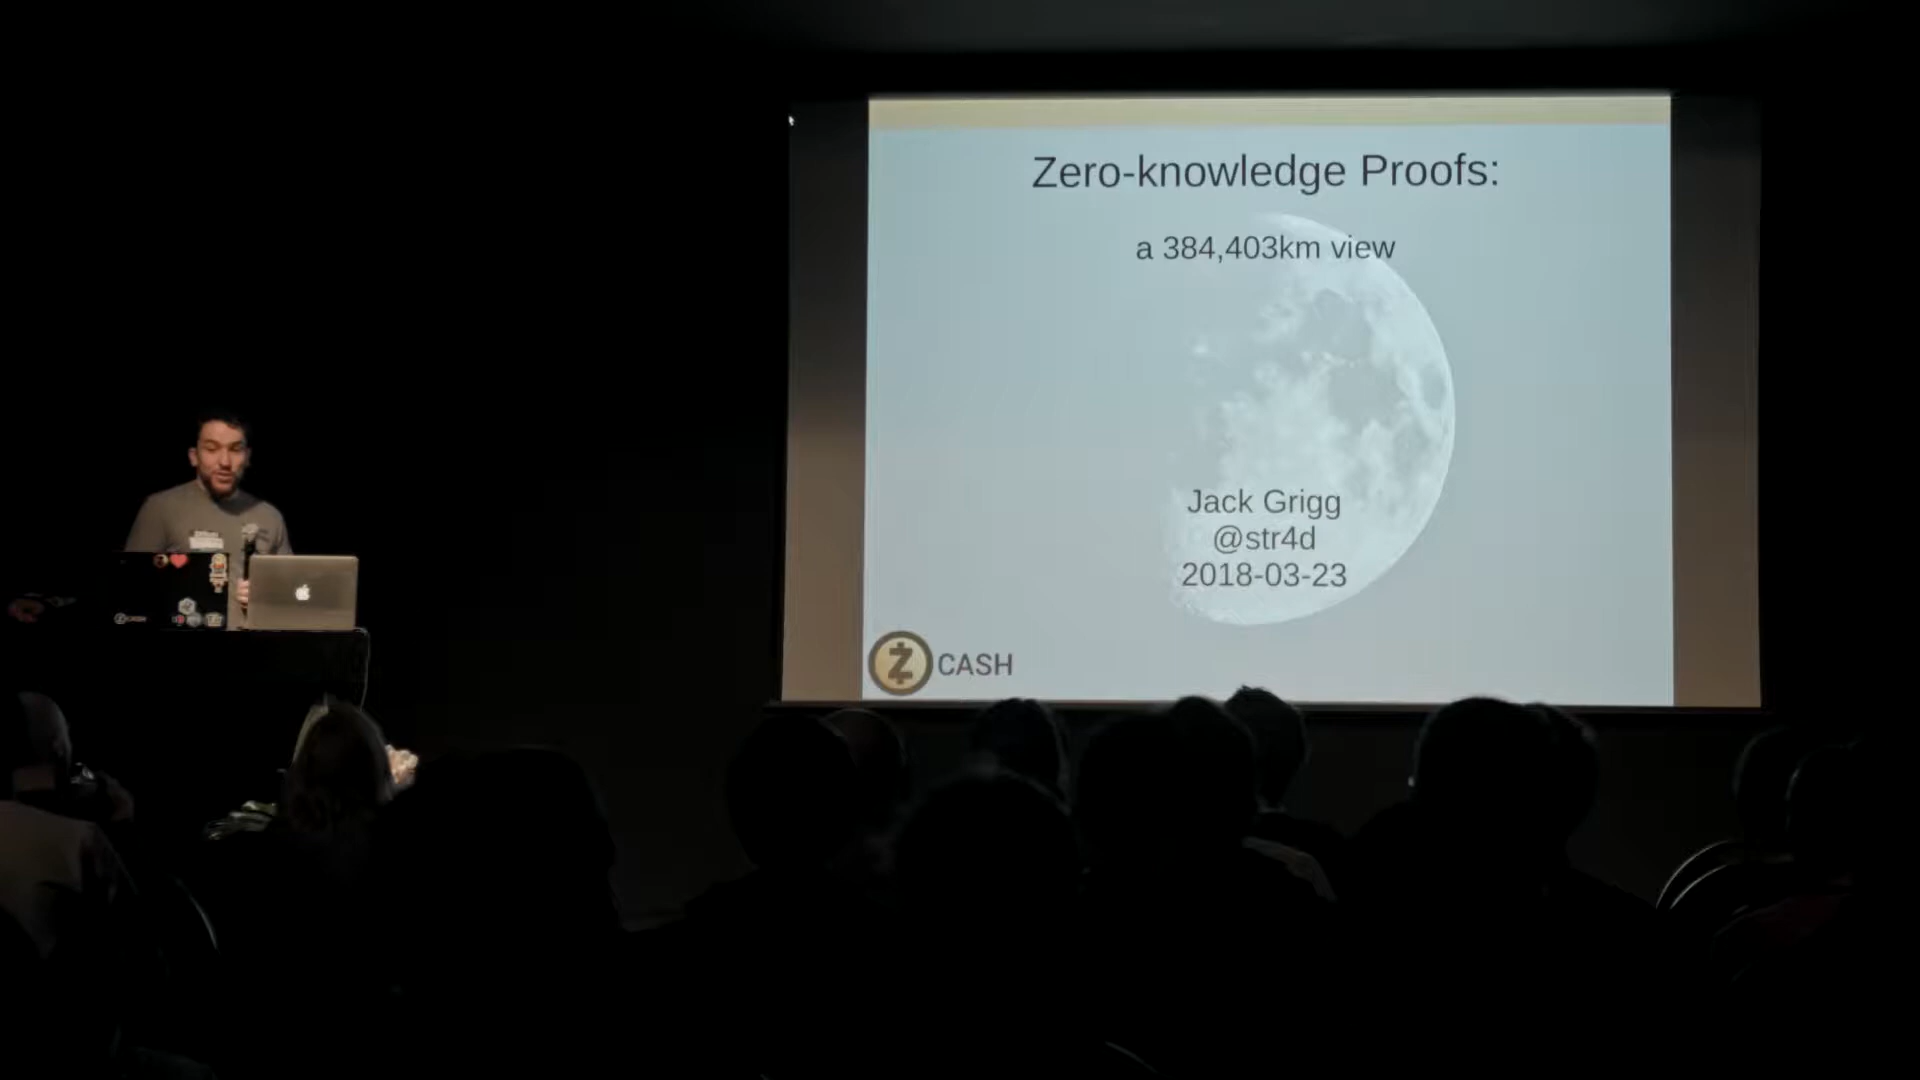 Zero-knowledge Proofs:
a 384,403km view
Jack Grigg
@str4d
2018-03-23
CASH